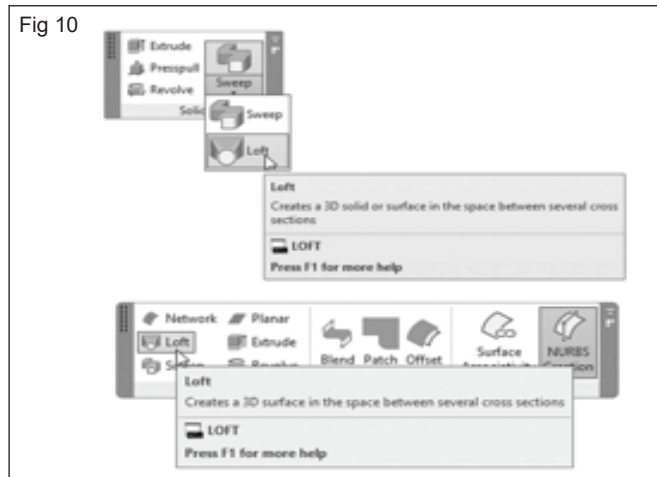 Fig 10
Extrude
Presspull
Revolve
Sweep
Solid
Sweep
Loft
Loft
Creates a 3D solid or surface in the space between several cross
sections
LOFT
Press F1 for more help
Network Planar
Loft Extrude
Blend Patch Offset
Surface NURBS
Revolve
Loft
Creates a 3D surface in the space between several cross sections
LOFT
Press F1 for more help